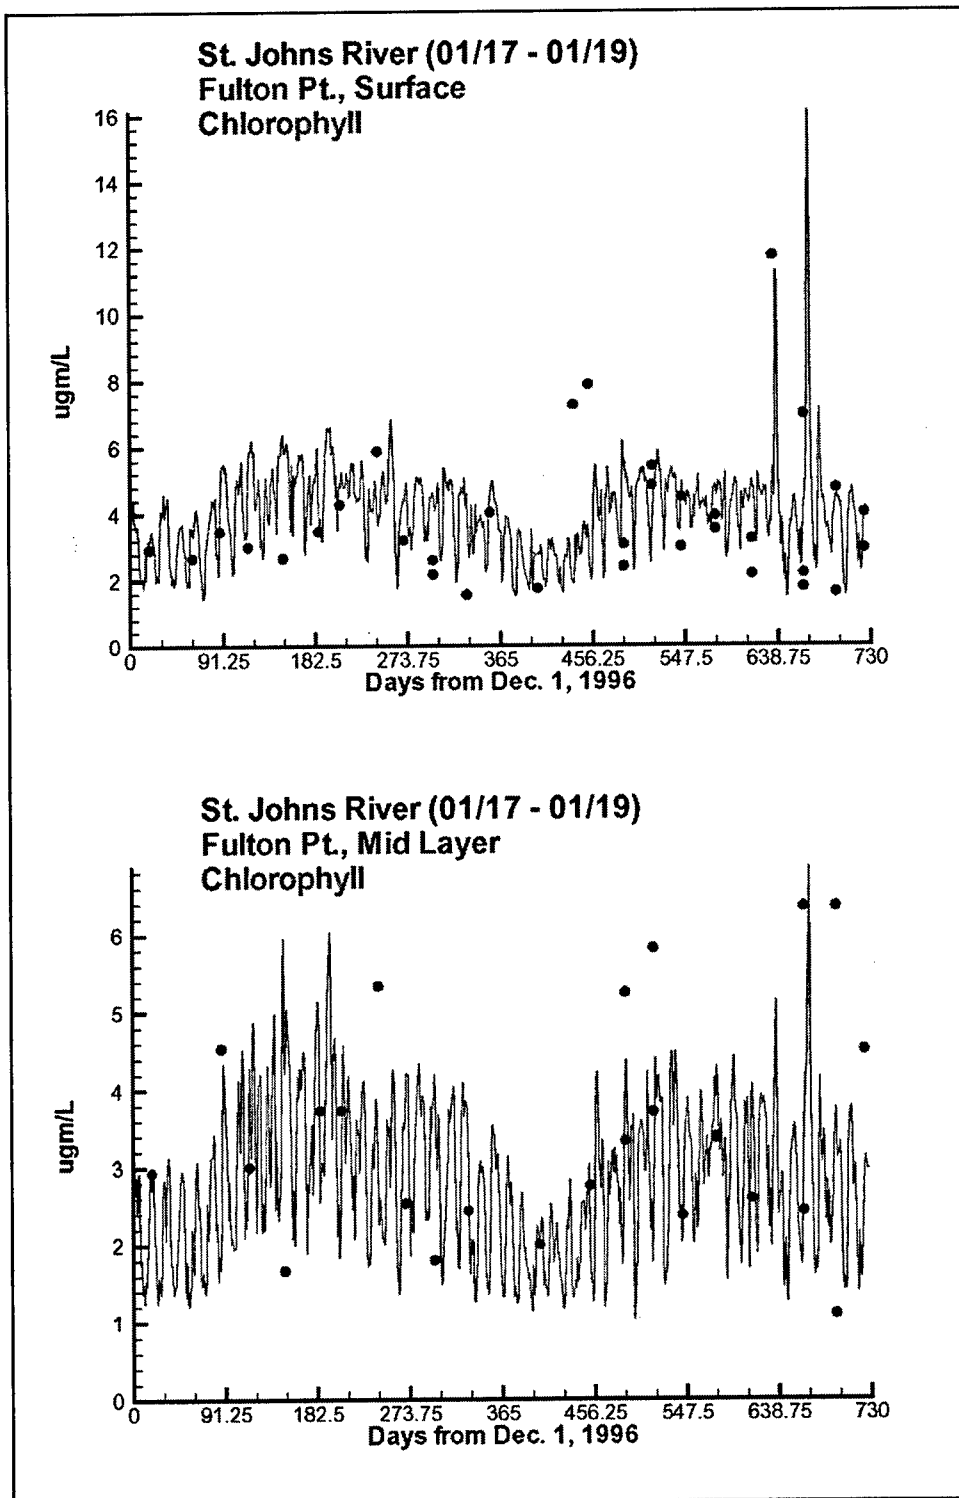 St. Johns River (01/17 - 01/19)
Fulton Pt., Surface
Chlorophyll
16
14
12
10
8
6
4
2
0
ugm/L
0 91.25 182.5 273.75 365 456.25 547.5 638.75 730
Days from Dec. 1, 1996
St. Johns River (01/17 - 01/19)
Fulton Pt., Mid Layer
Chlorophyll
6
5
4
3
2
1
0
ugm/L
0 91.25 182.5 273.75 365 456.25 547.5 638.75 730
Days from Dec. 1, 1996